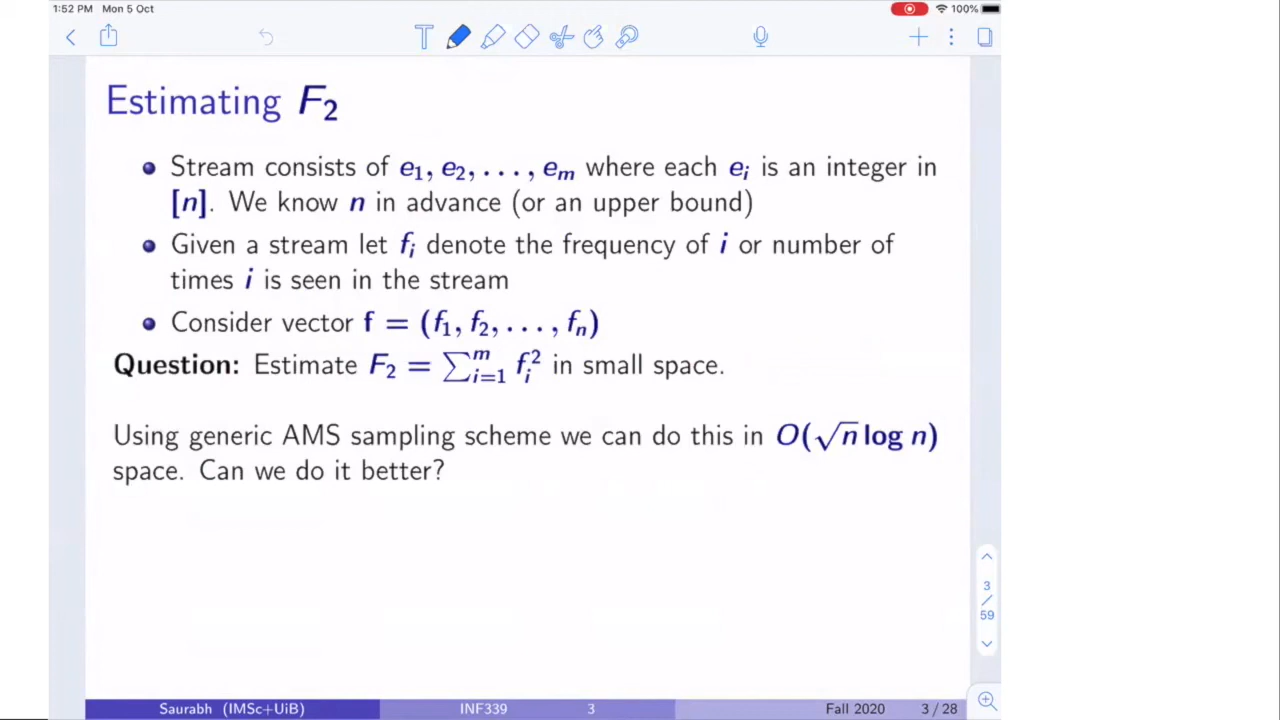 1:52 PM Mon 5 Oct 100%
Estimating F₂
Stream consists of e₁, e₂, . . . , eₘ where each eᵢ is an integer in
[n]. We know n in advance (or an upper bound)
Given a stream let fᵢ denote the frequency of i or number of
times i is seen in the stream
Consider vector f = (f₁, f₂, . . . , fₙ)
Question: Estimate F₂ = ∑ᵢ₌₁ᵐ fᵢ² in small space.
Using generic AMS sampling scheme we can do this in O(√n log n)
space. Can we do it better?
3
/
59
Saurabh (IMSc+UiB) INF339 3 Fall 2020 3 / 28